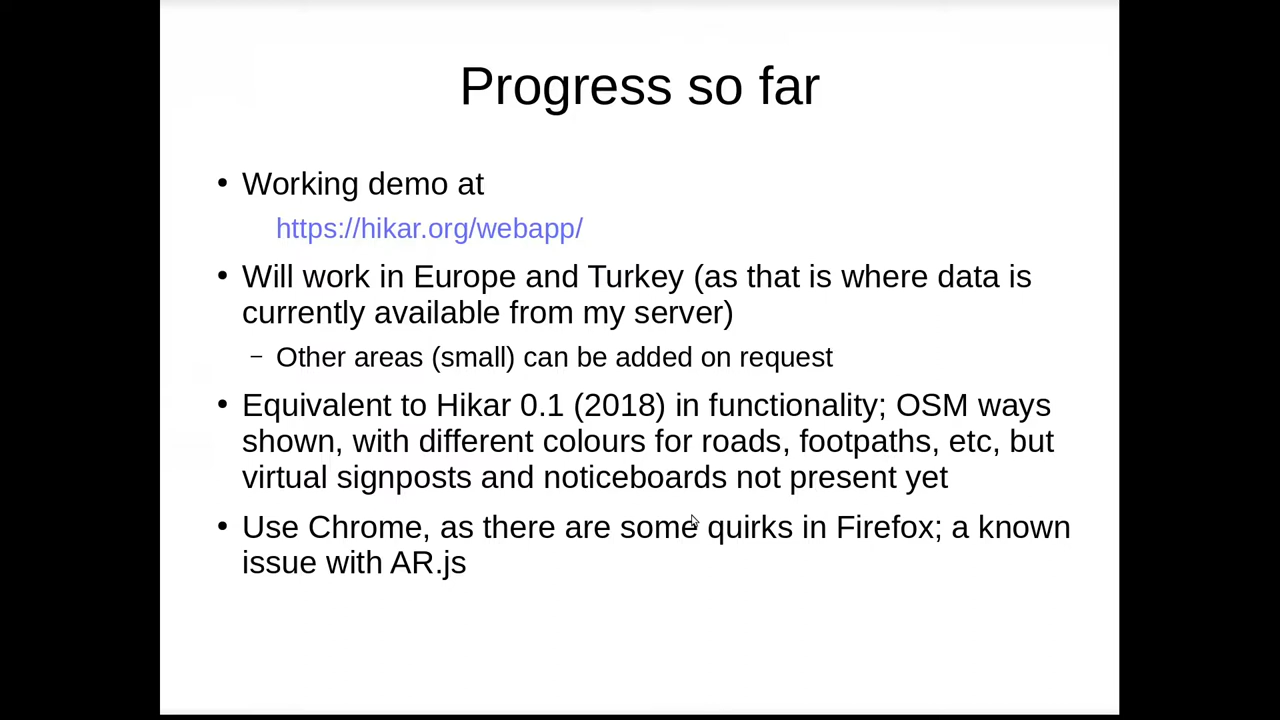 Progress so far
• Working demo at
https://hikar.org/webapp/
• Will work in Europe and Turkey (as that is where data is
currently available from my server)
– Other areas (small) can be added on request
• Equivalent to Hikar 0.1 (2018) in functionality; OSM ways
shown, with different colours for roads, footpaths, etc, but
virtual signposts and noticeboards not present yet
• Use Chrome, as there are some quirks in Firefox; a known
issue with AR.js